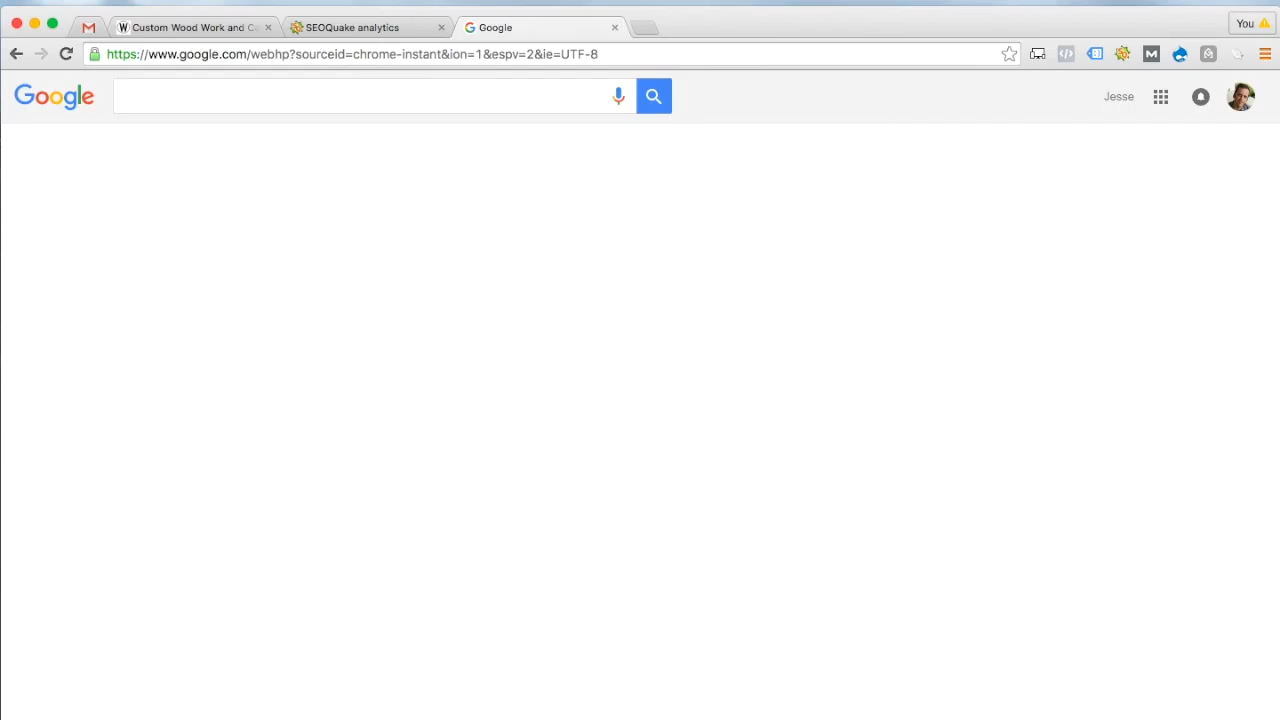 Custom Wood Work and C
SEOQuake analytics
Google
You
https://www.google.com/webhp?sourceid=chrome-instant&ion=1&espv=2&ie=UTF-8
Google
Jesse